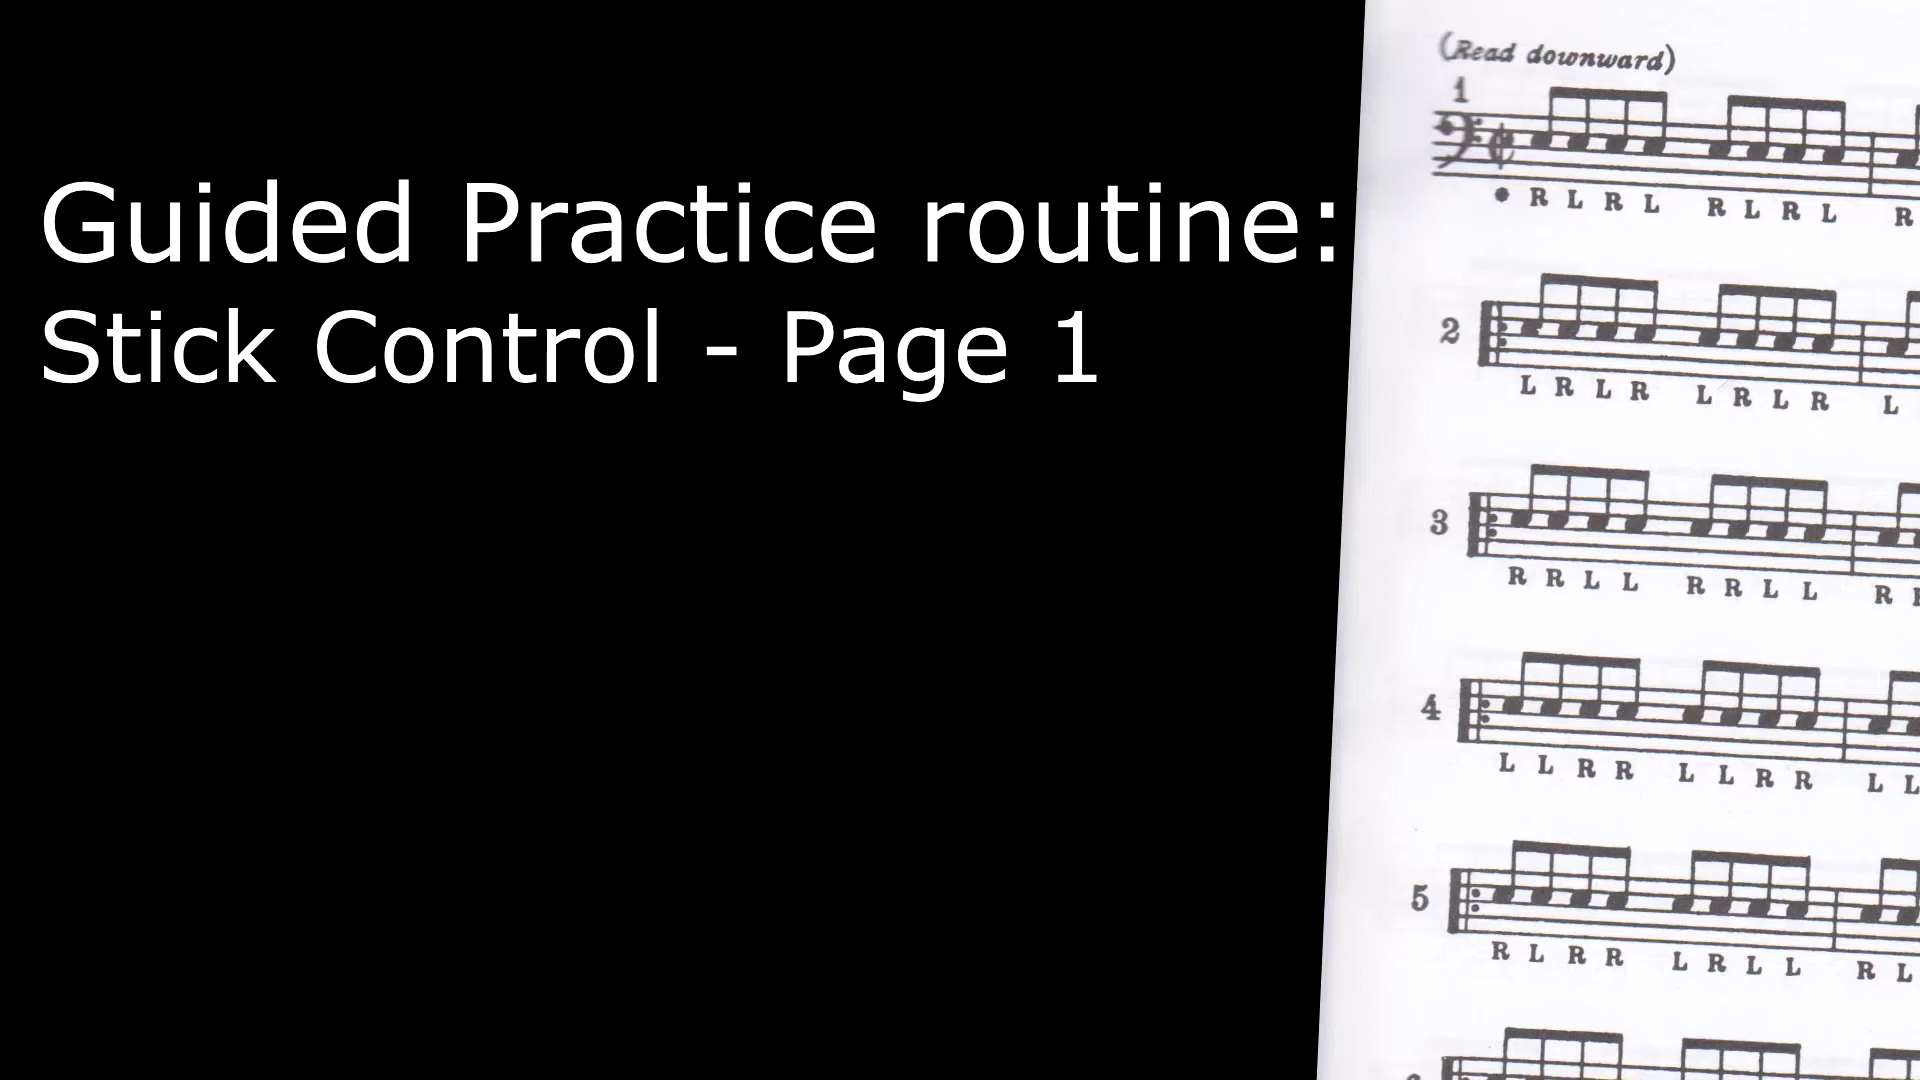 Guided Practice routine:
Stick Control - Page 1
(Read downward)
1
R L R L R L R L R
2
L R L R L R L R L
3
R R L L R R L L R
4
L L R R L L R R L L
5
R L R R L R L L R L